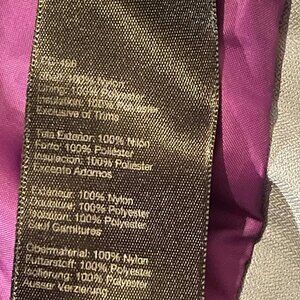 Shell: 100% Nylon
Lining: 100% Polyester
Insulation: 100% Polyester
Exclusive of Trims
Tela Exterior: 100% Nilón
Forro: 100% Poliéster
Insulacion: 100% Poliéster
Excepto Adornos
Extérieur: 100% Nylon
Doublure: 100% Polyester
Isolation: 100% Polyester
Sauf Garnitures
Obermaterial: 100% Nylon
Futterstoff: 100% Polyester
Isolierung: 100% Polyester
Ausser Verzierung